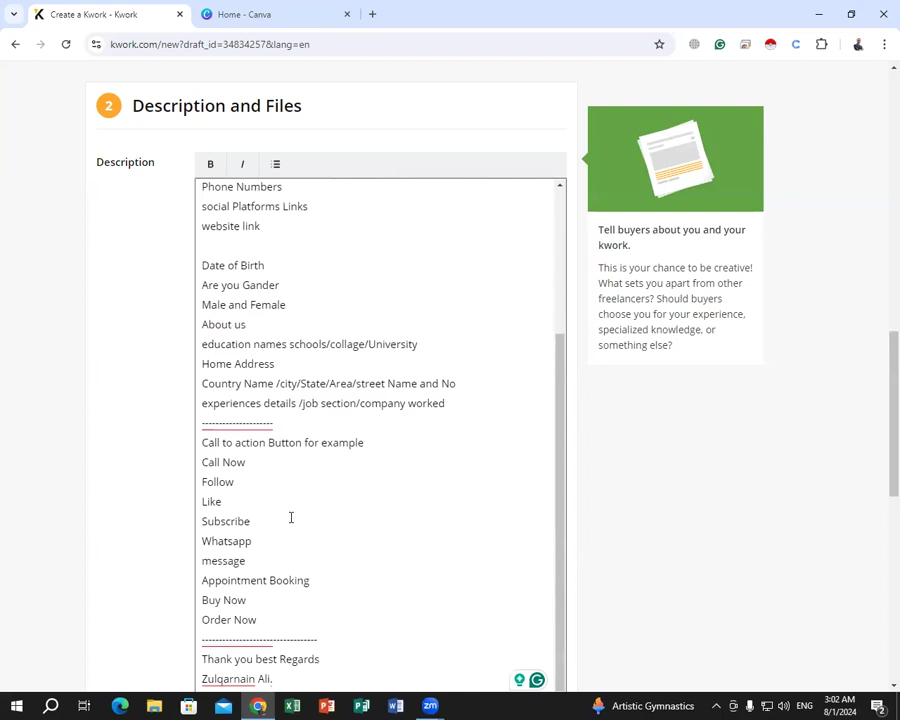 Create a Kwork - Kwork
Home - Canva
kwork.com/new?draft_id=34834257&lang=en
2 Description and Files
Description
B I
Phone Numbers
social Platforms Links
website link
Date of Birth
Are you Gander
Male and Female
About us
education names schools/collage/University
Home Address
Country Name /city/State/Area/street Name and No
experiences details /job section/company worked
---------------------
Call to action Button for example
Call Now
Follow
Like
Subscribe
Whatsapp
message
Appointment Booking
Buy Now
Order Now
----------------------------------
Thank you best Regards
Zulqarnain Ali.
Tell buyers about you and your
kwork.
This is your chance to be creative!
What sets you apart from other
freelancers? Should buyers
choose you for your experience,
specialized knowledge, or
something else?
Artistic Gymnastics
ENG
3:02 AM
8/1/2024
2